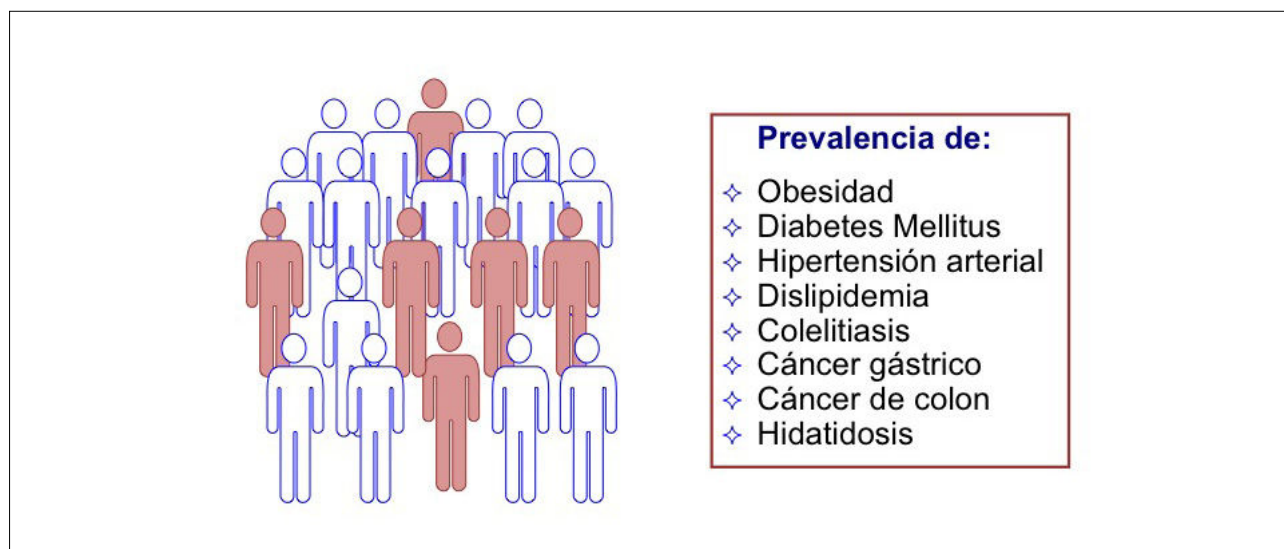 Prevalencia de:
✧ Obesidad
✧ Diabetes Mellitus
✧ Hipertensión arterial
✧ Dislipidemia
✧ Colelitiasis
✧ Cáncer gástrico
✧ Cáncer de colon
✧ Hidatidosis